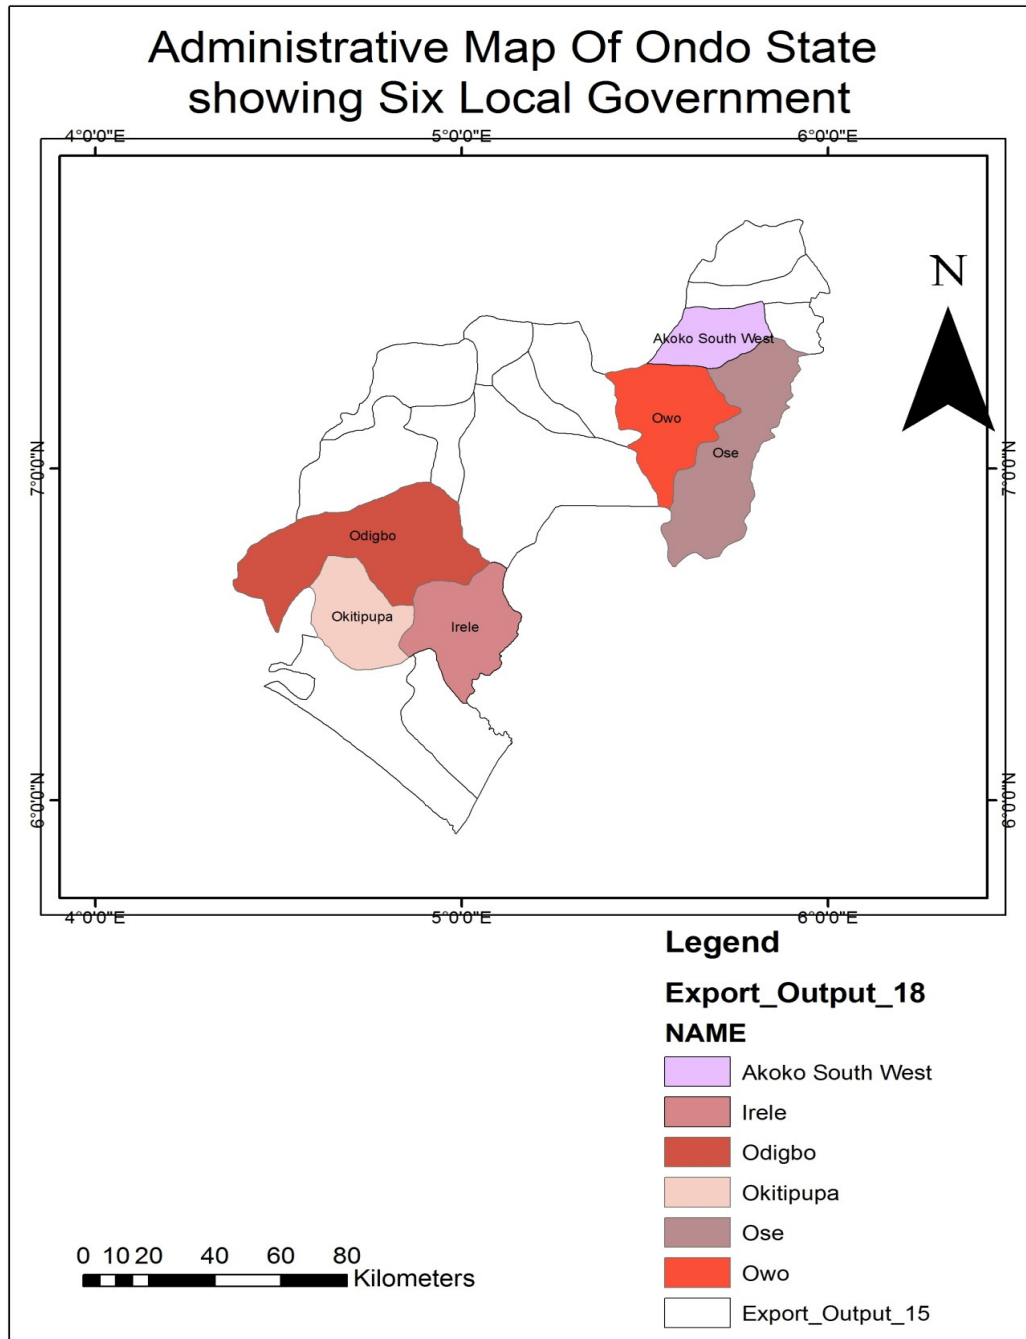 Administrative Map Of Ondo State
showing Six Local Government
4°0'0"E 5°0'0"E 6°0'0"E
N
Akoko South West
Owo
Ose
7°0'0"N 7°0'0"N
Odigbo
Okitipupa
Irele
6°0'0"N 6°0'0"N
4°0'0"E 5°0'0"E 6°0'0"E
Legend
Export_Output_18
NAME
Akoko South West
Irele
Odigbo
Okitipupa
Ose
Owo
Export_Output_15
0 10 20 40 60 80
Kilometers